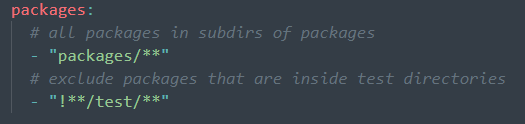 packages:
  # all packages in subdirs of packages
  - "packages/**"
  # exclude packages that are inside test directories
  - "!**/test/**"